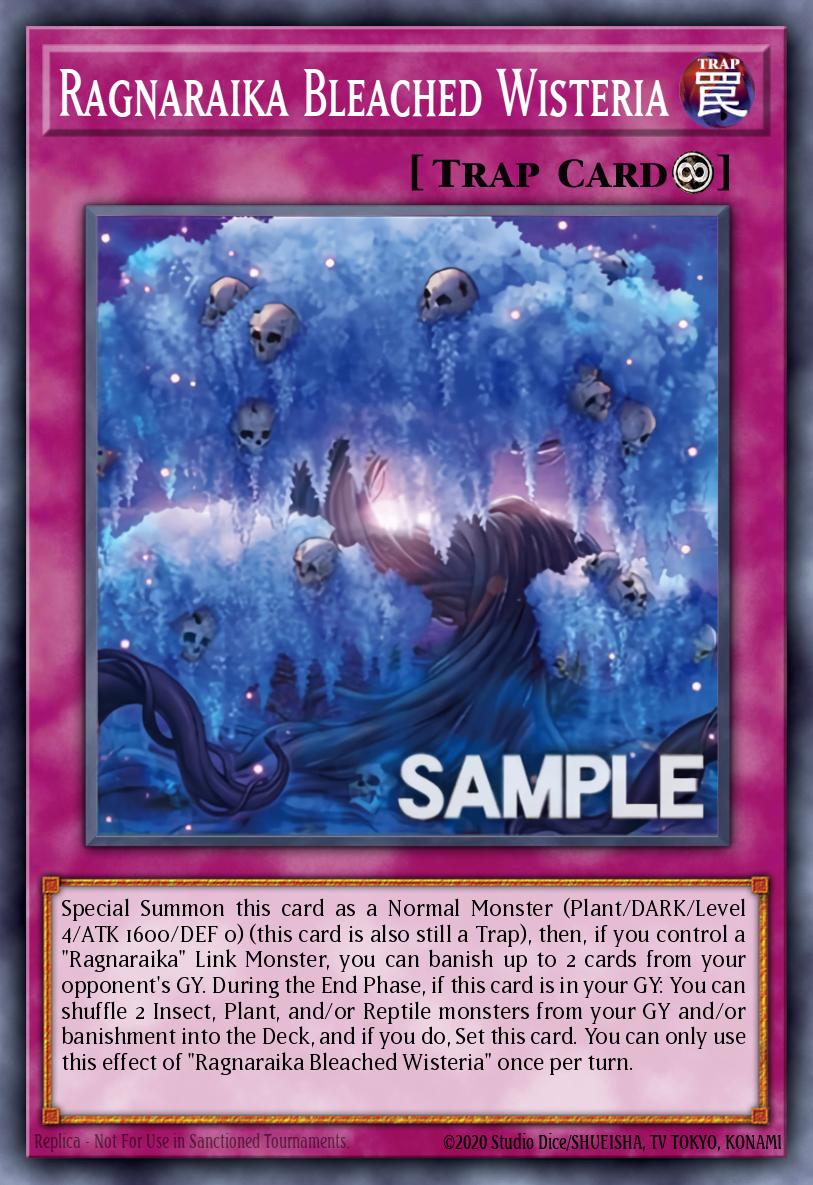 Ragnaraika Bleached Wisteria
TRAP
罠
[ Trap Card ]
SAMPLE
Special Summon this card as a Normal Monster (Plant/DARK/Level
4/ATK 1600/DEF 0) (this card is also still a Trap), then, if you control a
"Ragnaraika" Link Monster, you can banish up to 2 cards from your
opponent's GY. During the End Phase, if this card is in your GY: You can
shuffle 2 Insect, Plant, and/or Reptile monsters from your GY and/or
banishment into the Deck, and if you do, Set this card. You can only use
this effect of "Ragnaraika Bleached Wisteria" once per turn.
Replica - Not For Use in Sanctioned Tournaments.
©2020 Studio Dice/SHUEISHA, TV TOKYO, KONAMI